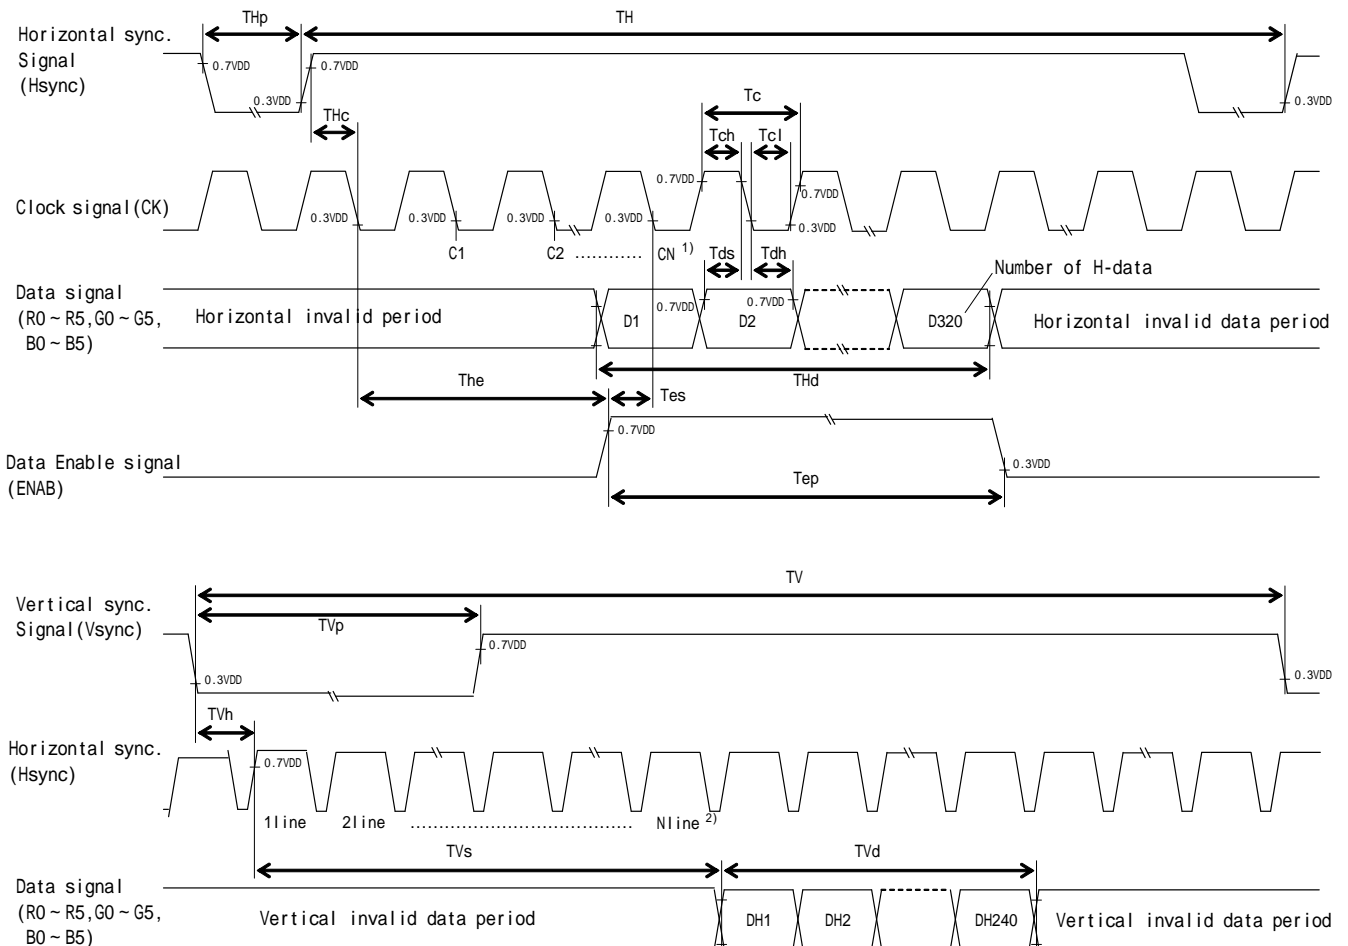 THp
TH
Horizontal sync.
Signal
(Hsync)
0.7VDD
0.7VDD
0.3VDD
0.3VDD
THc
Tc
Tch
Tcl
Clock signal(CK)
0.7VDD
0.7VDD
0.3VDD
0.3VDD
0.3VDD
0.3VDD
0.3VDD
C1
C2
............
CN 1)
Tds
Tdh
Number of H-data
Data signal
(R0~R5,G0~G5,
B0~B5)
Horizontal invalid period
D1
0.7VDD
D2
0.7VDD
D320
Horizontal invalid data period
THd
The
Tes
0.7VDD
Data Enable signal
(ENAB)
0.3VDD
Tep
TV
Vertical sync.
Signal(Vsync)
TVp
0.7VDD
0.3VDD
0.3VDD
TVh
Horizontal sync.
(Hsync)
0.7VDD
1line
2line
.......................................
Nline 2)
TVs
TVd
Data signal
(R0~R5,G0~G5,
B0~B5)
Vertical invalid data period
DH1
DH2
DH240
Vertical invalid data period